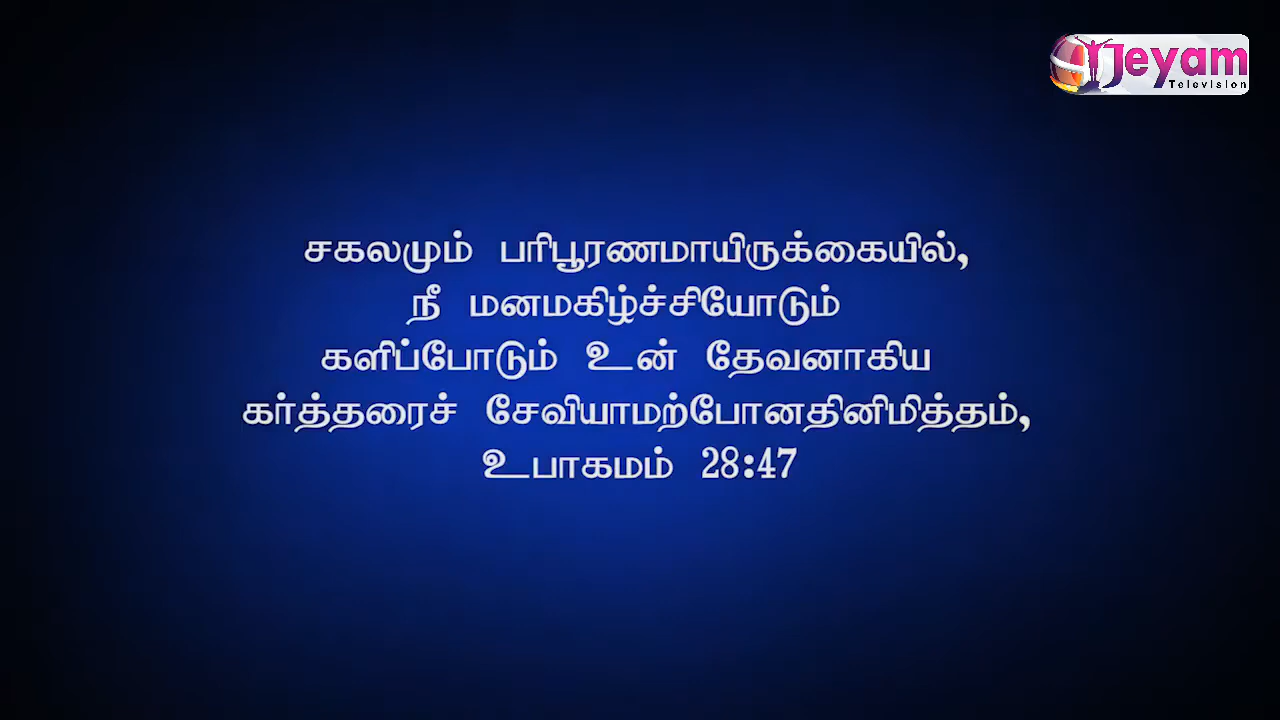 Jeyam
Television
சகலமும் பரிபூரணமாயிருக்கையில்,
நீ மனமகிழ்ச்சியோடும்
களிப்போடும் உன் தேவனாகிய
கர்த்தரைச் சேவியாமற்போனதினிமித்தம்,
உபாகமம் 28:47